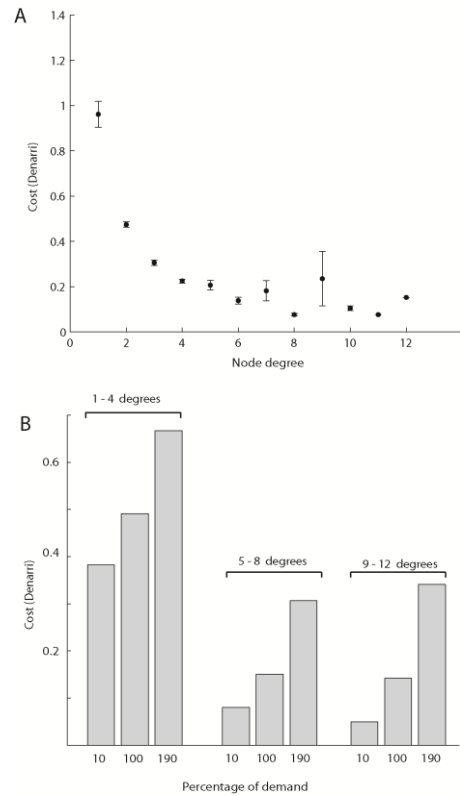 A
1.4
1.2
1
0.8
0.6
0.4
0.2
0
Cost (Denarri)
0 2 4 6 8 10 12
Node degree
B
1 - 4 degrees
0.6
5 - 8 degrees
9 - 12 degrees
0.4
0.2
Cost (Denarri)
10 100 190 10 100 190 10 100 190
Percentage of demand